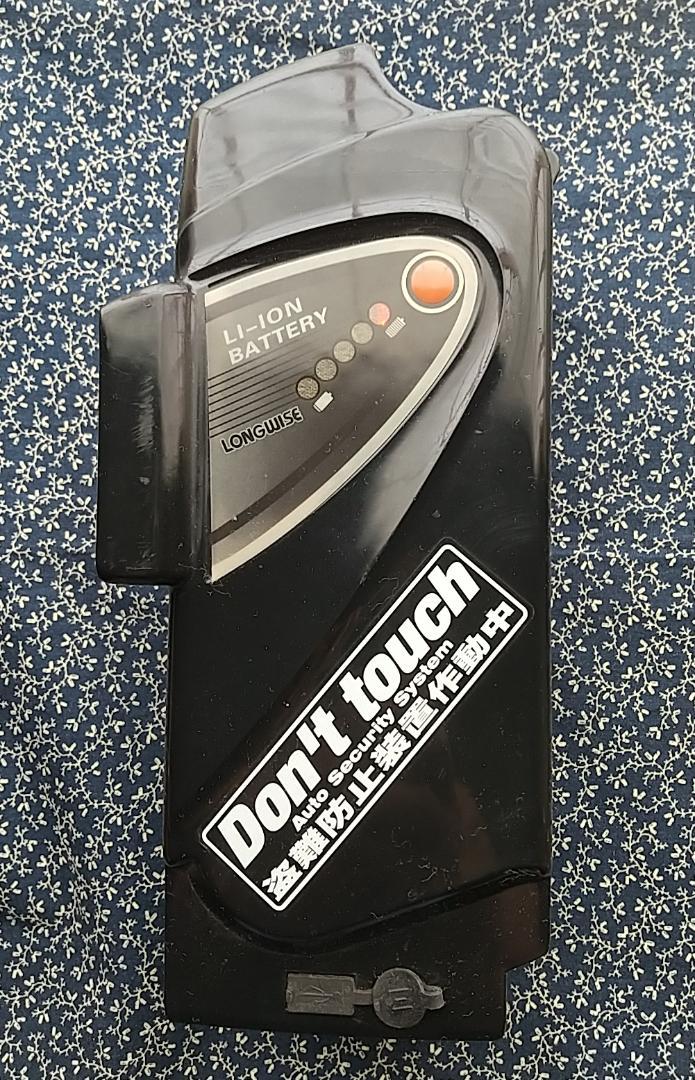 LI-ION
BATTERY
LONGWISE
Don't touch
Auto Security System
盗難防止装置作動中